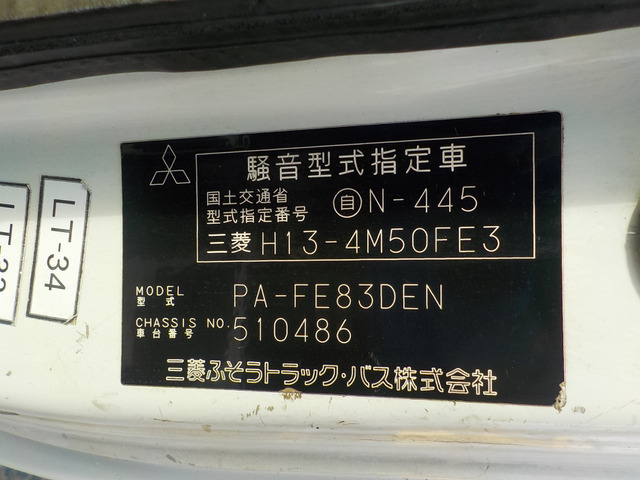 騒音型式指定車
国土交通省
型式指定番号
自N-445
三菱 H13-4M50FE3
MODEL
型式
PA-FE83DEN
CHASSIS NO.
車台番号
510486
三菱ふそうトラック・バス株式会社
LT-34